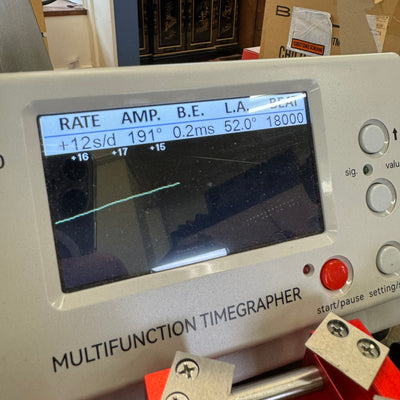 RATE AMP. B.E. L.A. BEAT
+12s/d 191° 0.2ms 52.0° 18000
+16 +17 +15
sig. value
start/pause setting/s
MULTIFUNCTION TIMEGRAPHER